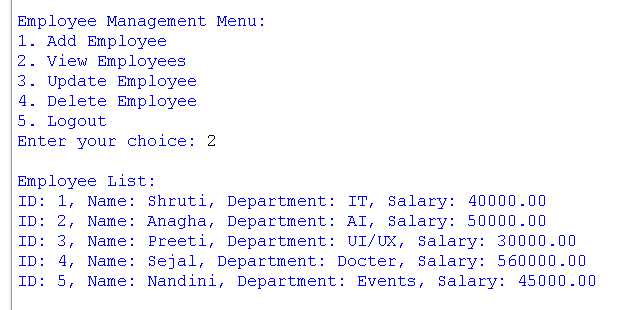 Employee Management Menu:
1. Add Employee
2. View Employees
3. Update Employee
4. Delete Employee
5. Logout
Enter your choice: 2
Employee List:
ID: 1, Name: Shruti, Department: IT, Salary: 40000.00
ID: 2, Name: Anagha, Department: AI, Salary: 50000.00
ID: 3, Name: Preeti, Department: UI/UX, Salary: 30000.00
ID: 4, Name: Sejal, Department: Docter, Salary: 560000.00
ID: 5, Name: Nandini, Department: Events, Salary: 45000.00